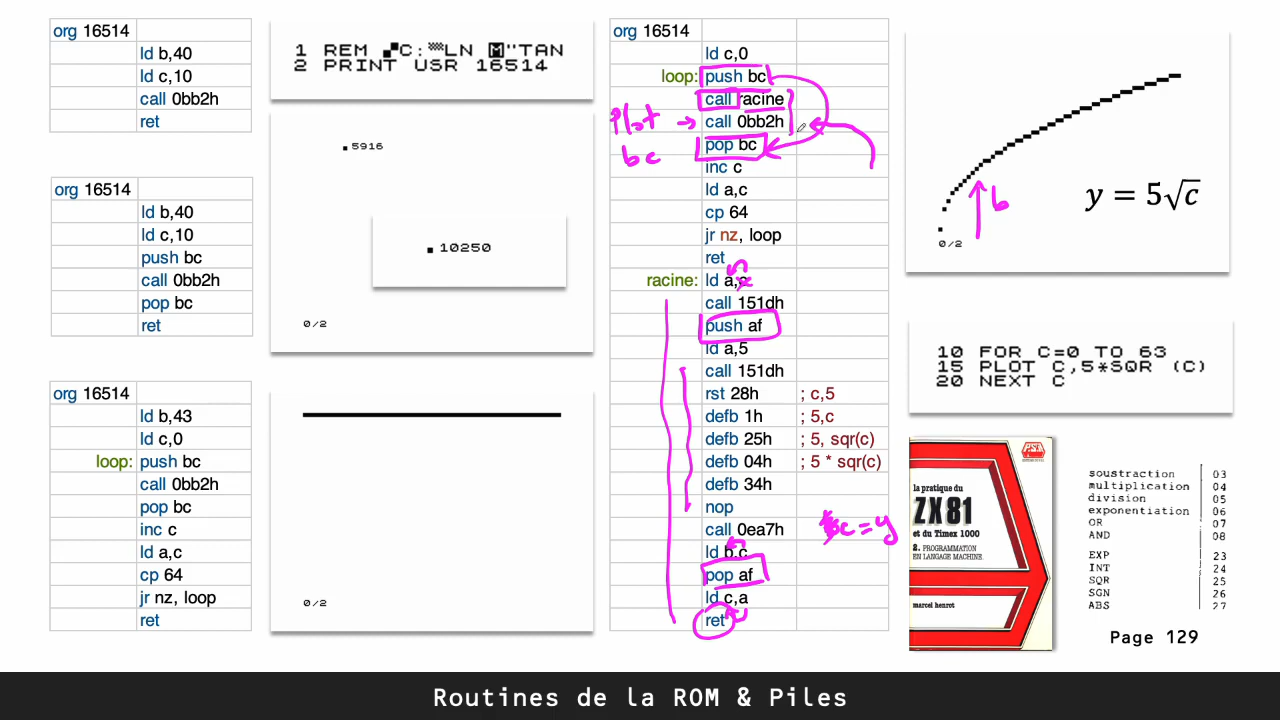 org 16514
ld b,40
ld c,10
call 0bb2h
ret
org 16514
ld b,40
ld c,10
push bc
call 0bb2h
pop bc
ret
org 16514
ld b,43
ld c,0
loop: push bc
call 0bb2h
pop bc
inc c
ld a,c
cp 64
jr nz, loop
ret
1 REM C: LN M"TAN
2 PRINT USR 16514
5916
10250
0/2
0/2
org 16514
ld c,0
loop: push bc
call racine
Plot → call 0bb2h
bc pop bc
inc c
ld a,c
cp 64
jr nz, loop
ret
racine: ld a,c
call 151dh
push af
ld a,5
call 151dh
rst 28h ; c,5
defb 1h ; 5,c
defb 25h ; 5, sqr(c)
defb 04h ; 5 * sqr(c)
defb 34h
nop
call 0ea7h
c=y
ld b,c
pop af
ld c,a
ret
b
y = 5√c
0/2
10 FOR C=0 TO 63
15 PLOT C,5*SQR (C)
20 NEXT C
la pratique du
ZX81
et du Timex 1000
2. PROGRAMMATION
EN LANGAGE MACHINE
marcel henrot
soustraction 03
multiplication 04
division 05
exponentiation 06
OR 07
AND 08
EXP 23
INT 24
SQR 25
SGN 26
ABS 27
Page 129
Routines de la ROM & Piles